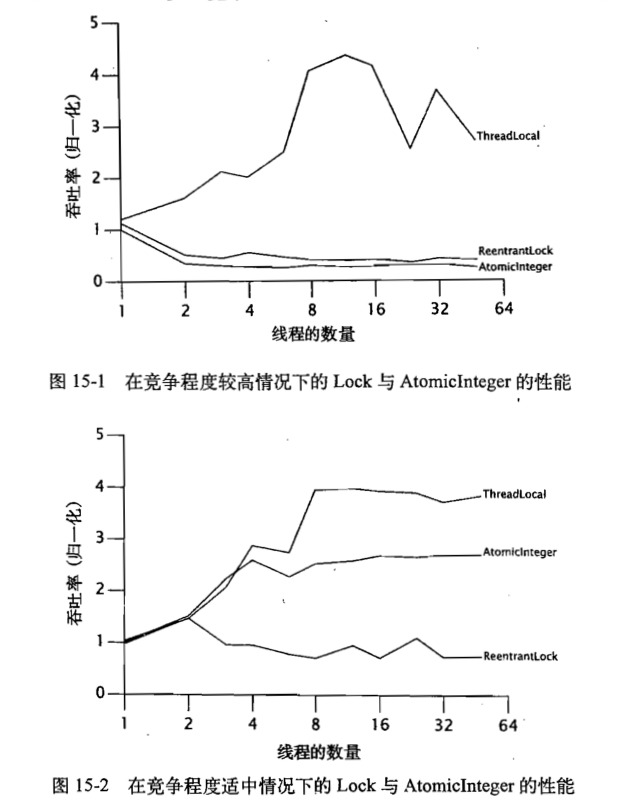 5
4
3
2
1
0
吞吐率 (归一化)
ThreadLocal
ReentrantLock
AtomicInteger
1 2 4 8 16 32 64
线程的数量
图 15-1 在竞争程度较高情况下的 Lock 与 AtomicInteger 的性能
5
4
3
2
1
0
吞吐率 (归一化)
ThreadLocal
AtomicInteger
ReentrantLock
1 2 4 8 16 32 64
线程的数量
图 15-2 在竞争程度适中情况下的 Lock 与 AtomicInteger 的性能